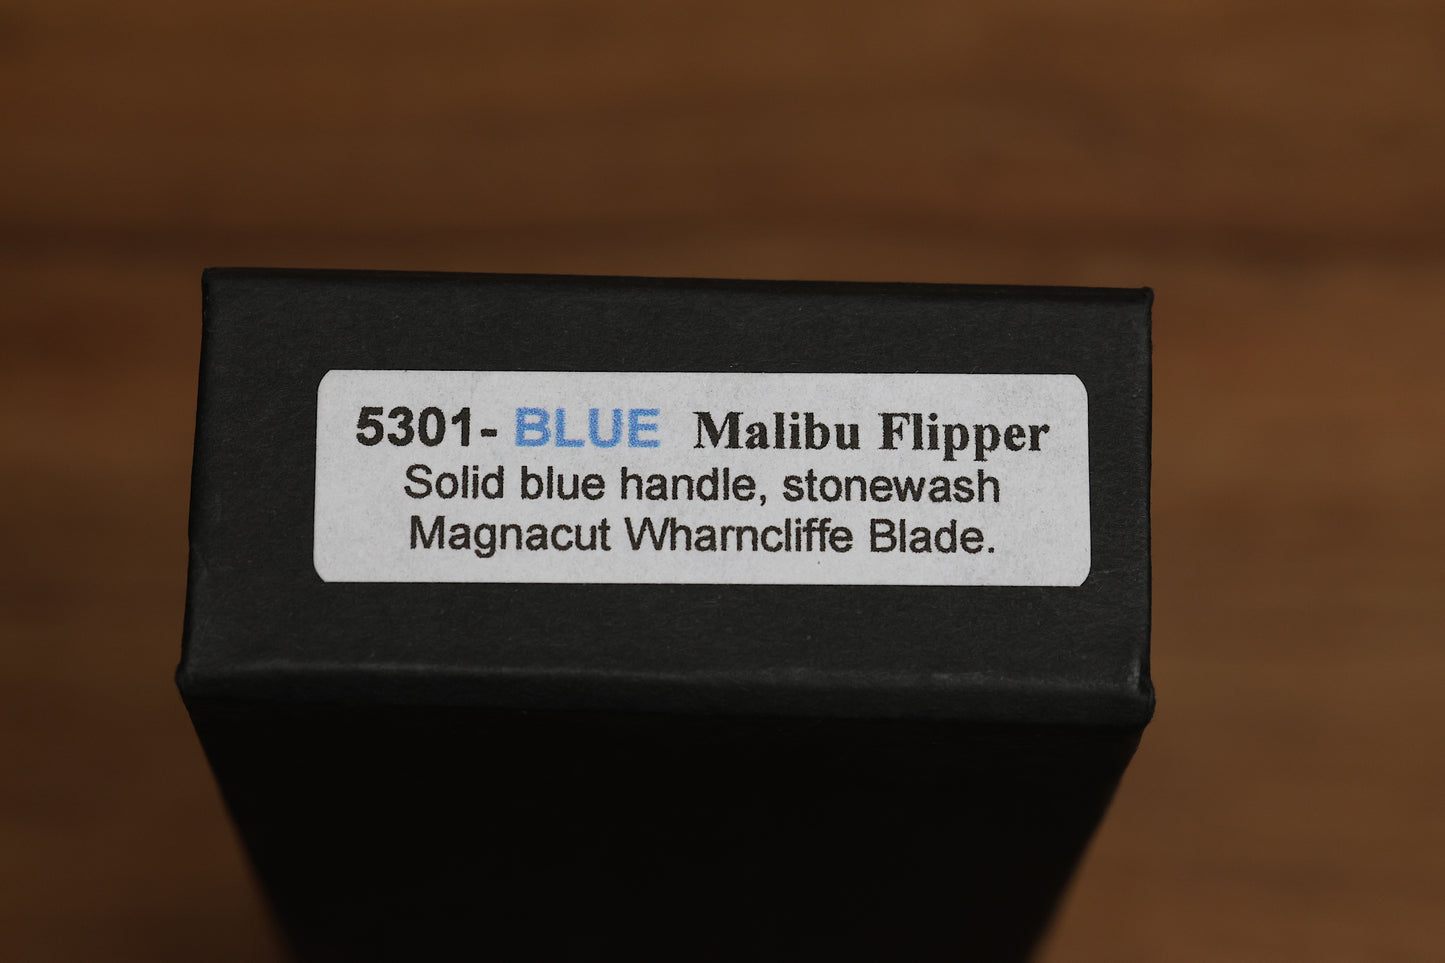 5301- BLUE Malibu Flipper
Solid blue handle, stonewash
Magnacut Wharncliffe Blade.